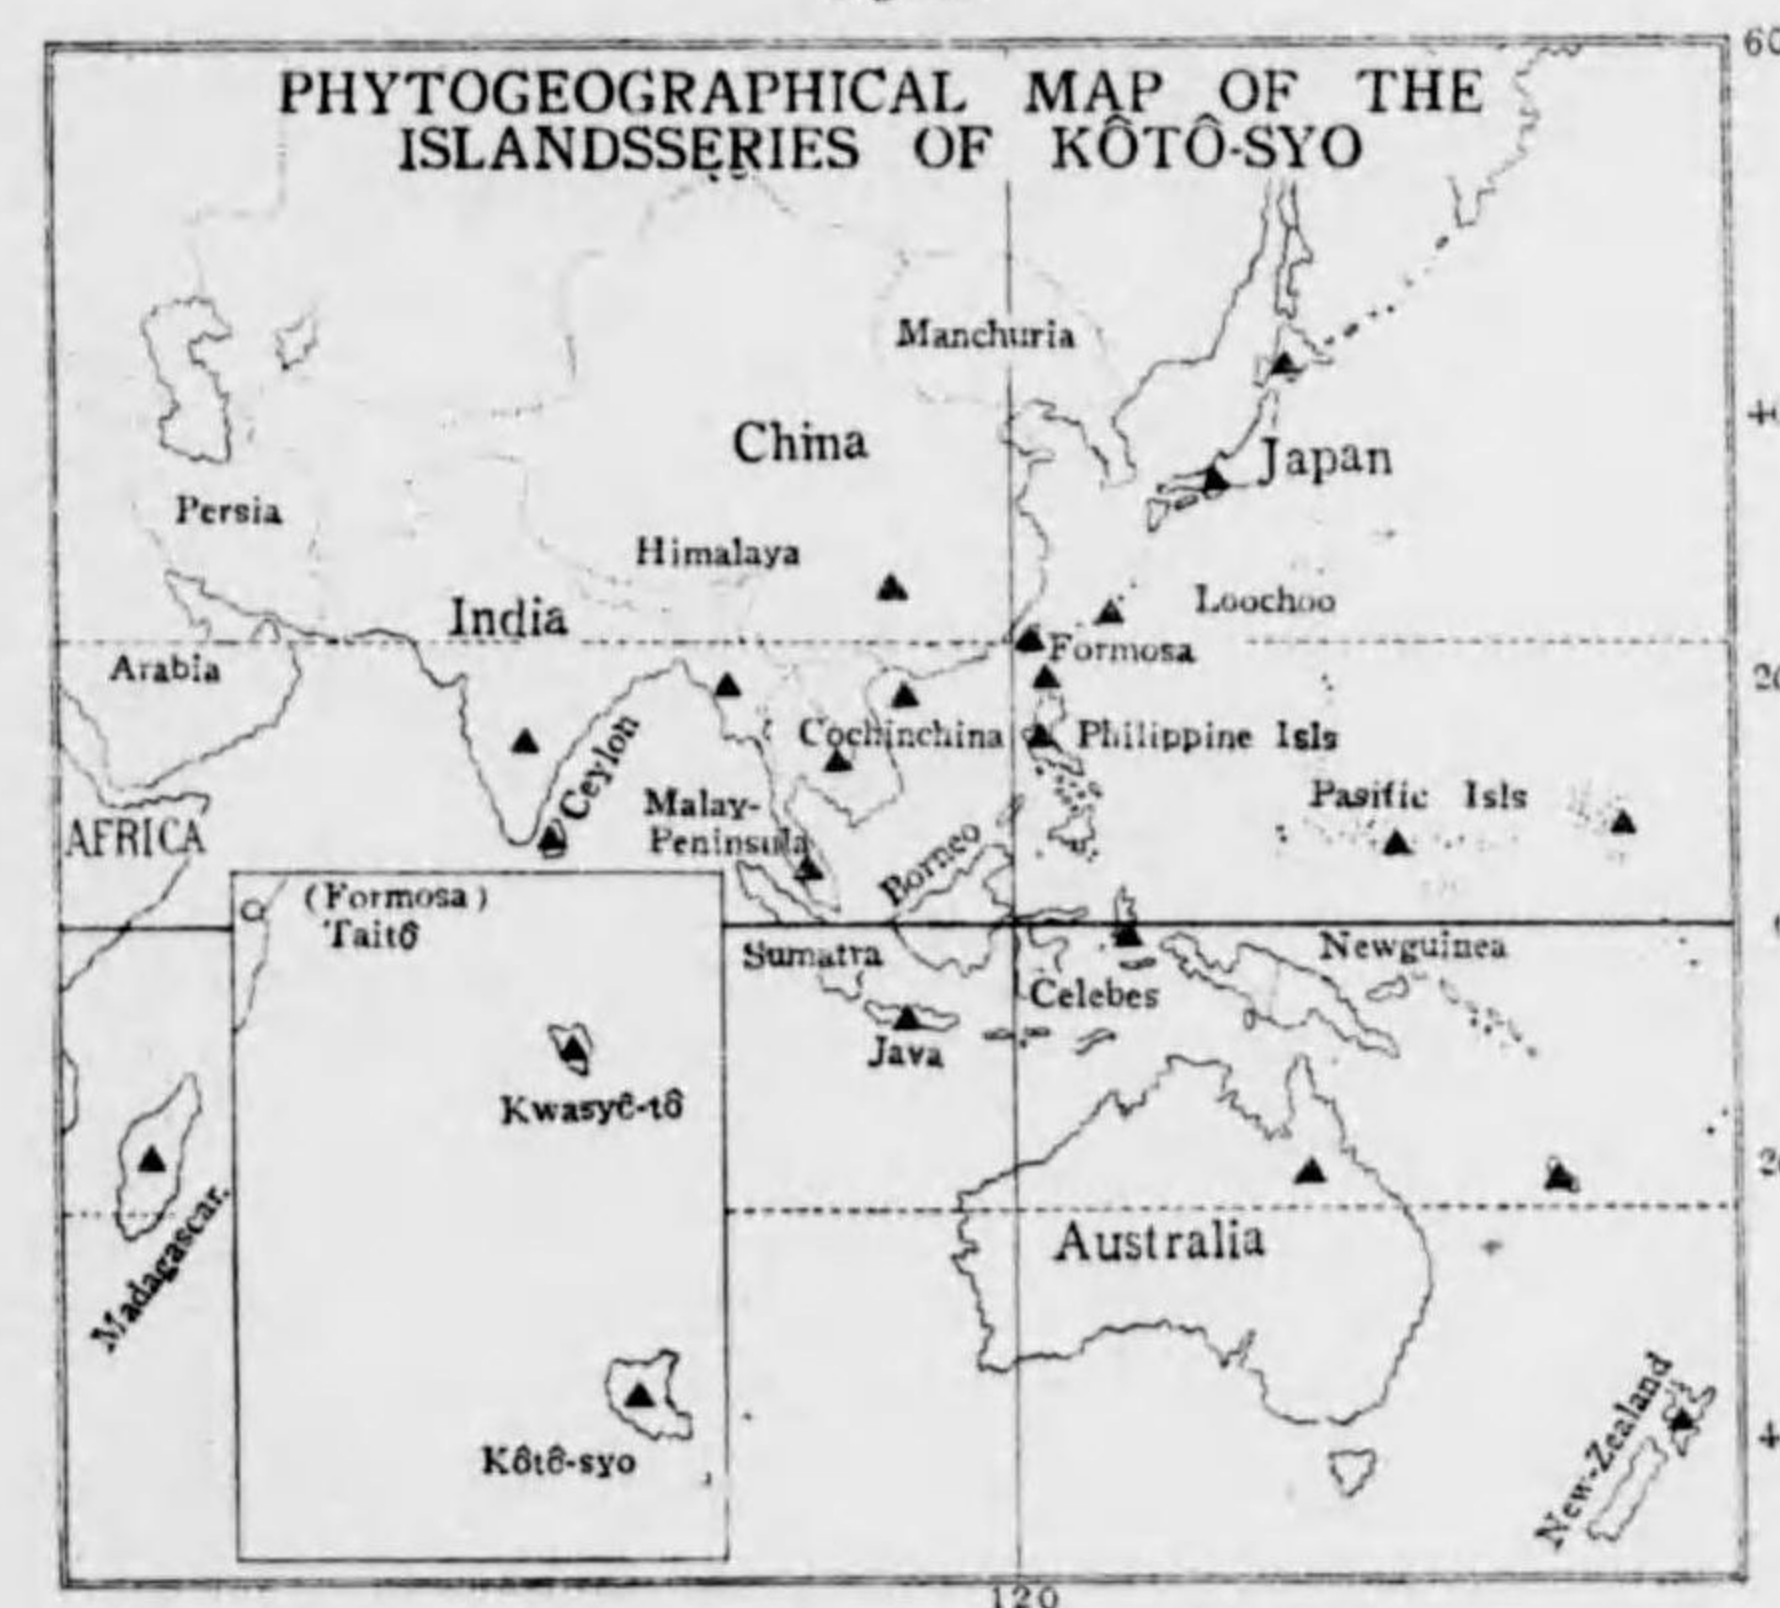 PHYTOGEOGRAPHICAL MAP OF THE
ISLANDSSERIES OF KÔTÔ-SYO
60
Manchuria
China
Japan
Persia
Himalaya
Loochoo
India
Formosa
Arabia
20
Cochinchina
Philippine Isls
Ceylon
Malay-
Peninsula
Pasific Isls
AFRICA
Borneo
(Formosa)
Taitô
Sumatra
Newguinea
Celebes
Java
Kwasyê-tô
Madagascar.
Australia
New-Zealand
Kôtô-syo
120